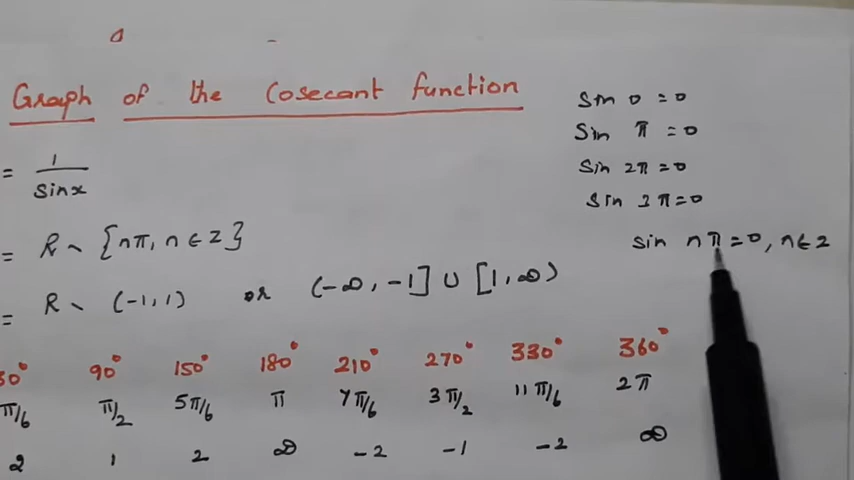 Graph of the Cosecant function
sin 0 = 0
sin π = 0
sin 2π = 0
sin 3π = 0
sin nπ = 0, n ∈ Z
= 1/sinx
= R ∖ {nπ, n ∈ Z}
= R ∖ (-1, 1) or (-∞, -1] ∪ [1, ∞)
30° 90° 150° 180° 210° 270° 330° 360°
π/6 π/2 5π/6 π 7π/6 3π/2 11π/6 2π
2 1 2 ∞ -2 -1 -2 ∞